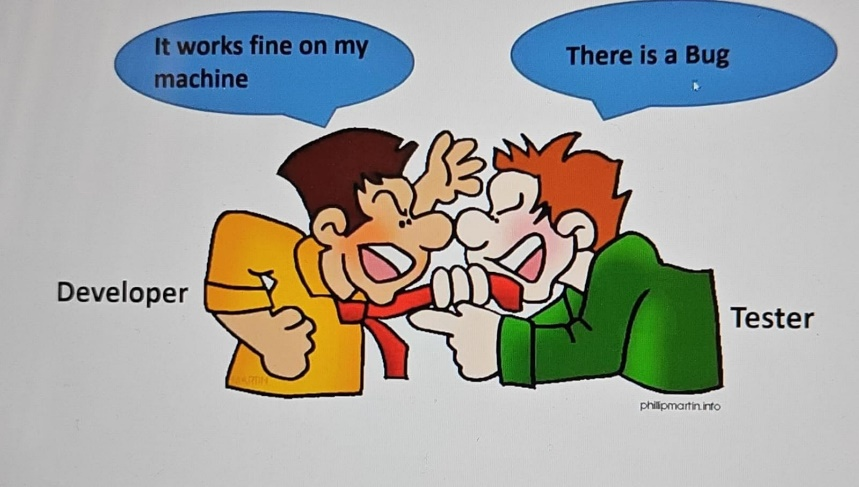 It works fine on my
machine
There is a Bug
Developer
Tester
phillipmartin.info